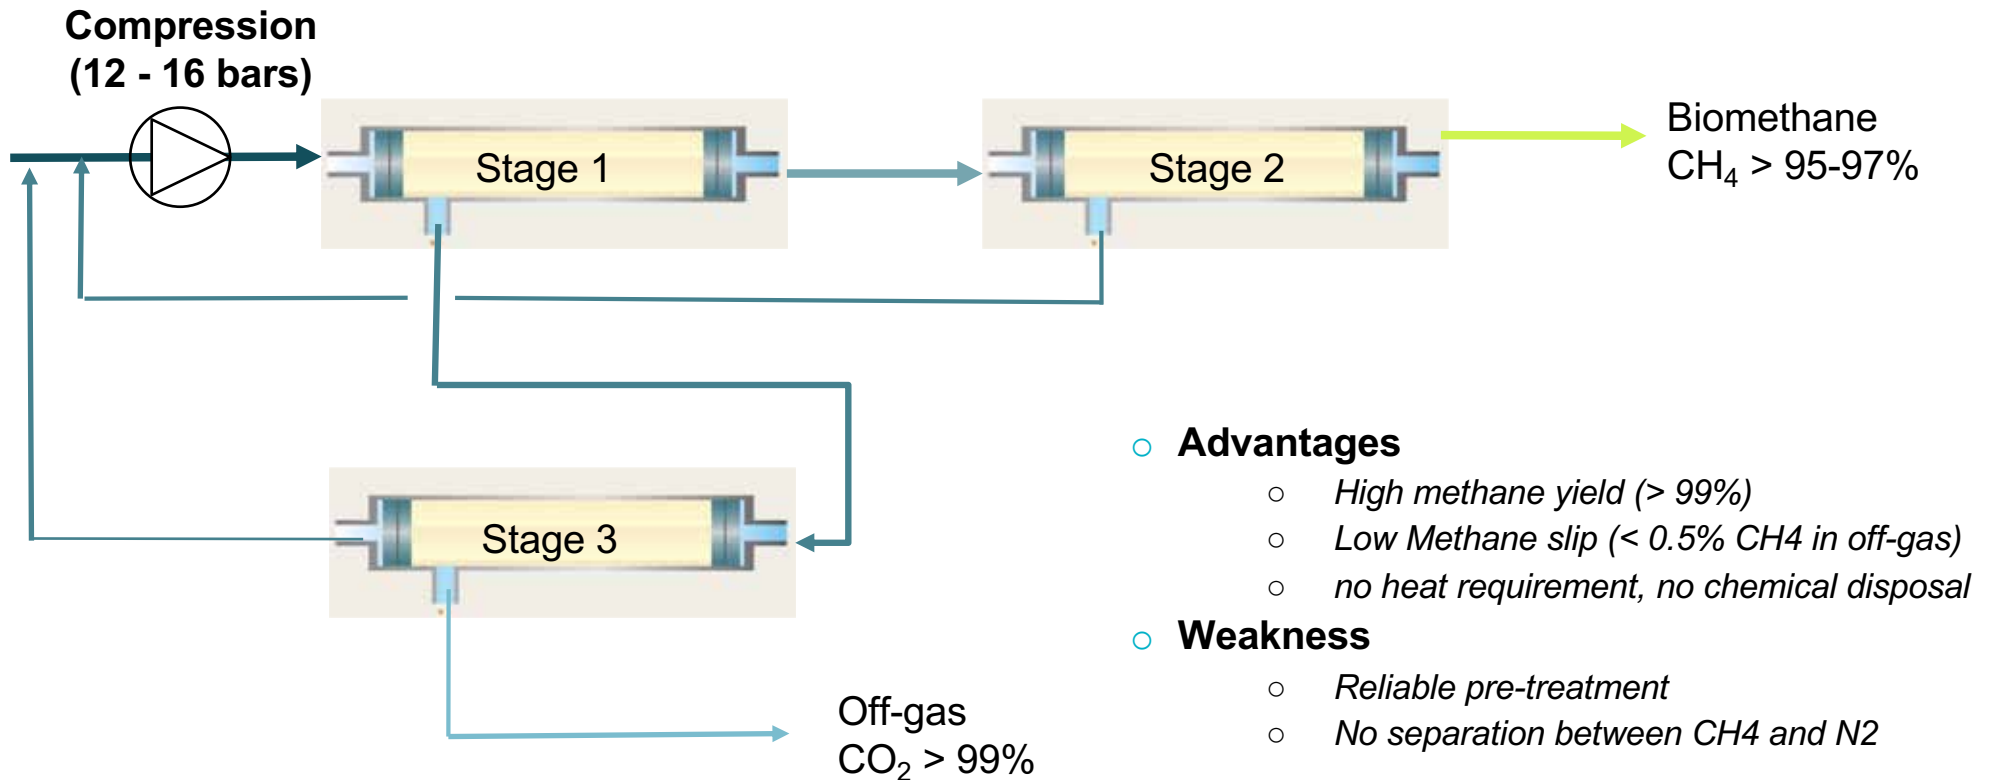 Compression
(12 - 16 bars)
Stage 1
Stage 2
Biomethane
CH₄ > 95-97%
Stage 3
Off-gas
CO₂ > 99%
Advantages
High methane yield (> 99%)
Low Methane slip (< 0.5% CH4 in off-gas)
no heat requirement, no chemical disposal
Weakness
Reliable pre-treatment
No separation between CH4 and N2